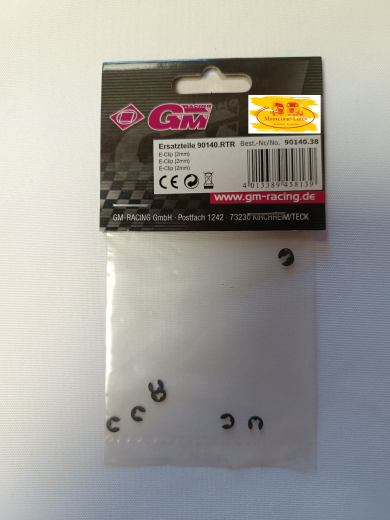 RACING
GM
Ersatzteile 90140.RTR Best.-Nr/No. 90140.38
E-Clip (2mm)
E-Clip (2mm)
E-Clip (2mm)
CE
4 013389 458139
www.gm-racing.de
GM-RACING GmbH · Postfach 1242 · 73230 KIRCHHEIM/TECK